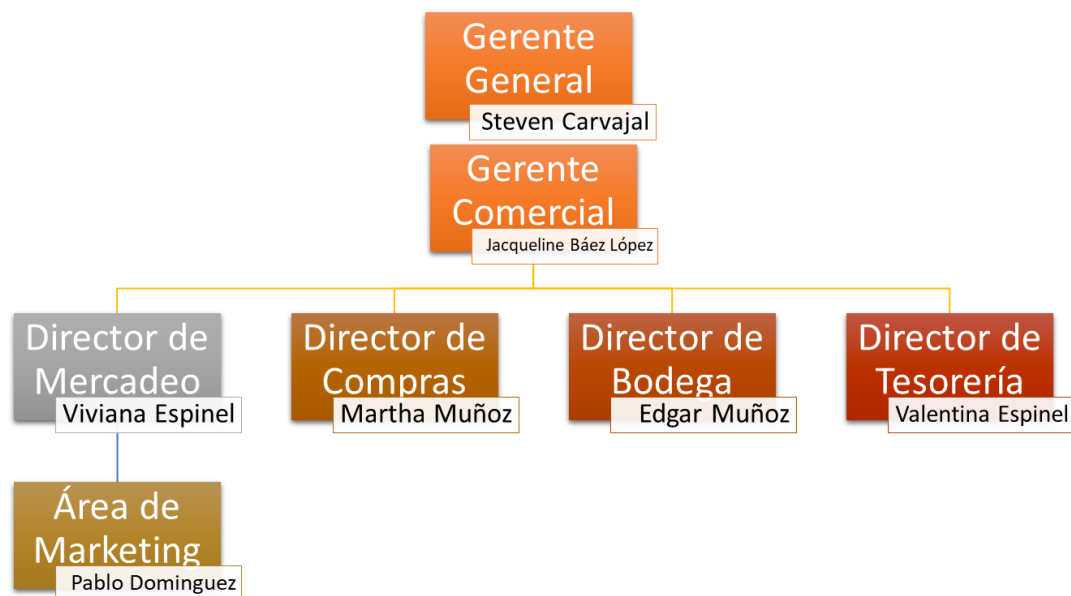 Gerente
General
Steven Carvajal
Gerente
Comercial
Jacqueline Báez López
Director de
Mercadeo
Viviana Espinel
Director de
Compras
Martha Muñoz
Director de
Bodega
Edgar Muñoz
Director de
Tesorería
Valentina Espinel
Área de
Marketing
Pablo Dominguez